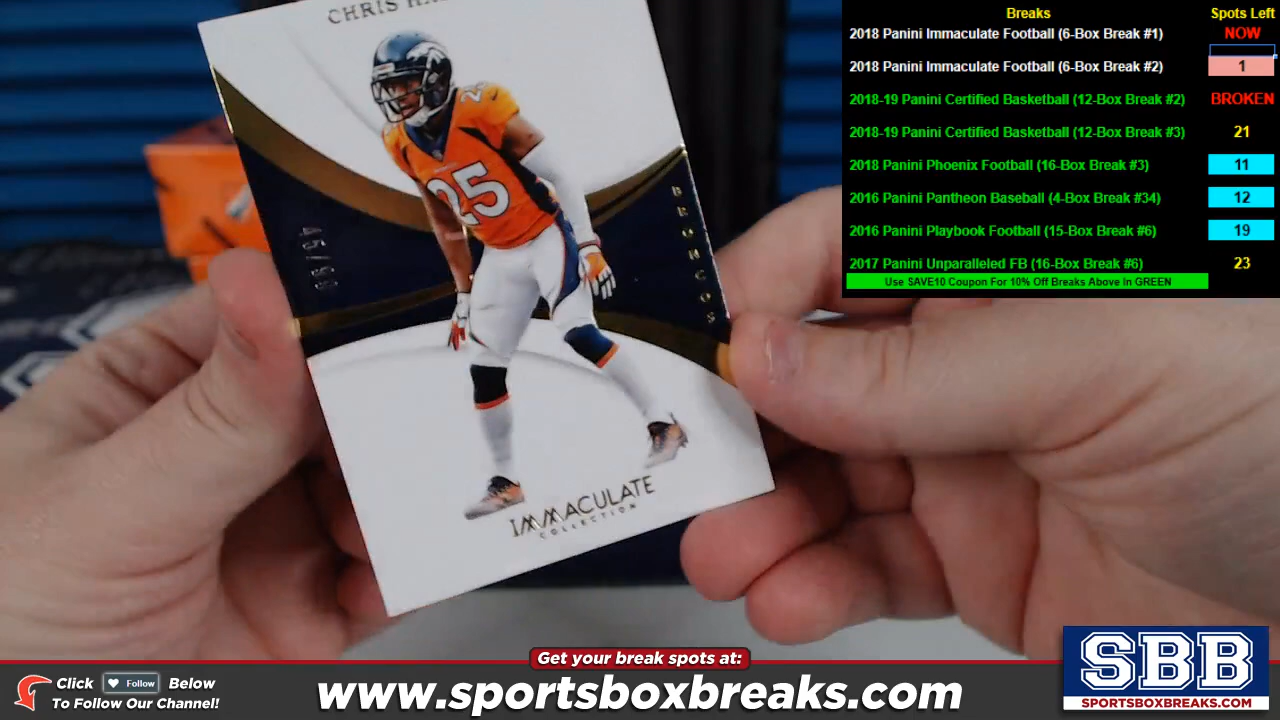 CHRIS
25
25
BRONCOS
IMMACULATE
COLLECTION
Breaks Spots Left
2018 Panini Immaculate Football (6-Box Break #1) NOW
2018 Panini Immaculate Football (6-Box Break #2) 1
2018-19 Panini Certified Basketball (12-Box Break #2) BROKEN
2018-19 Panini Certified Basketball (12-Box Break #3) 21
2018 Panini Phoenix Football (16-Box Break #3) 11
2016 Panini Pantheon Baseball (4-Box Break #34) 12
2016 Panini Playbook Football (15-Box Break #6) 19
2017 Panini Unparalleled FB (16-Box Break #6) 23
Use SAVE10 Coupon For 10% Off Breaks Above in GREEN
Get your break spots at:
Click Follow Below
To Follow Our Channel!
www.sportsboxbreaks.com
SBB
SPORTSBOXBREAKS.COM